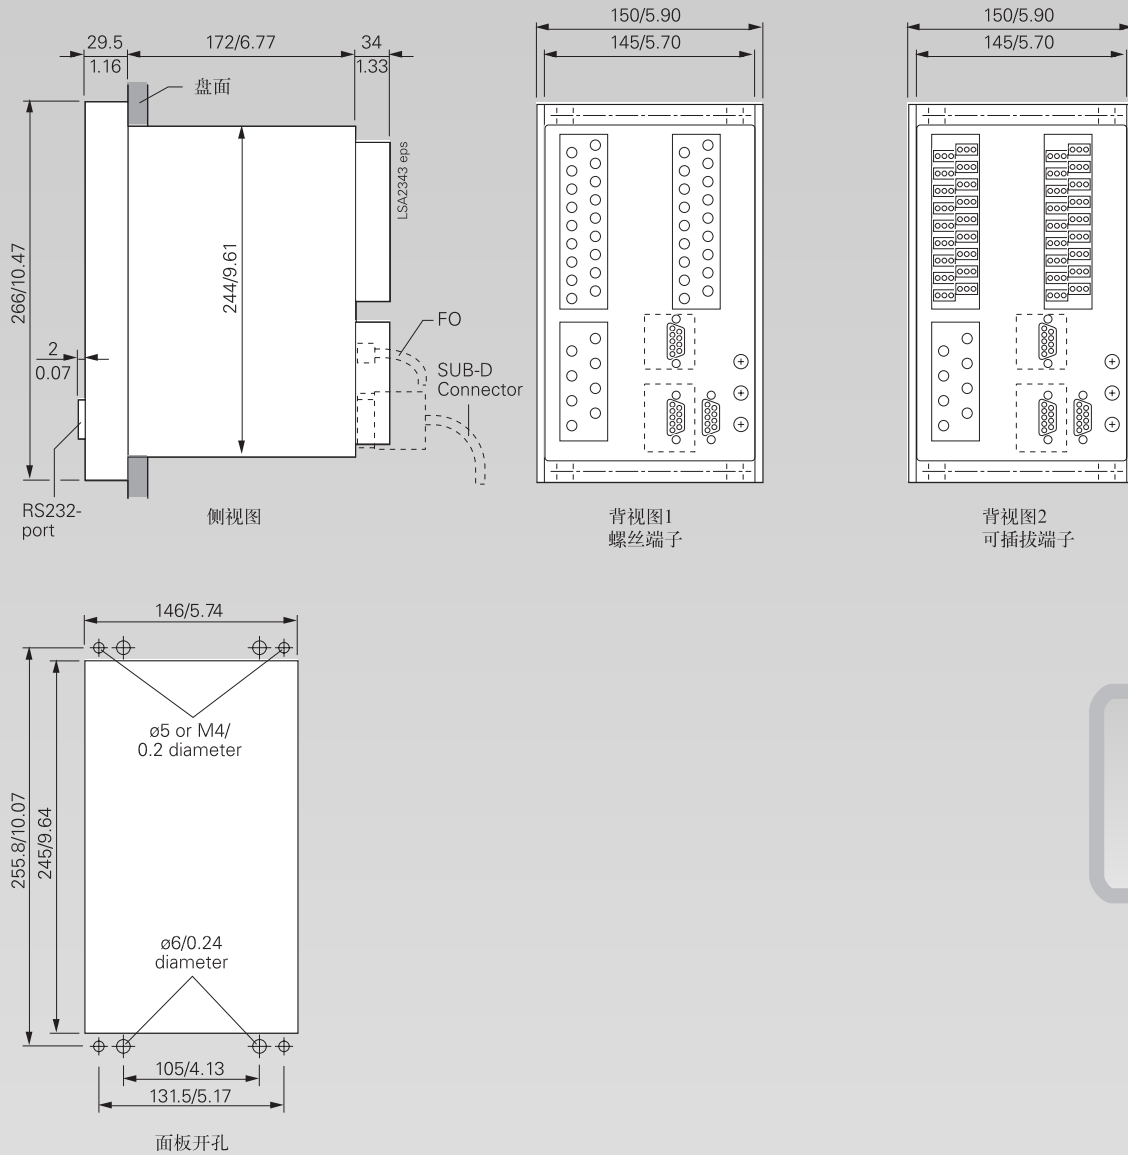 150/5.90
150/5.90
29.5
172/6.77
34
145/5.70
145/5.70
1.16
1.33
盘面
LSA2343 eps
266/10.47
244/9.61
2
0.07
FO
SUB-D
Connector
RS232-
port
侧视图
背视图1
螺丝端子
背视图2
可插拔端子
146/5.74
ø5 or M4/
0.2 diameter
255.8/10.07
245/9.64
ø6/0.24
diameter
105/4.13
131.5/5.17
面板开孔